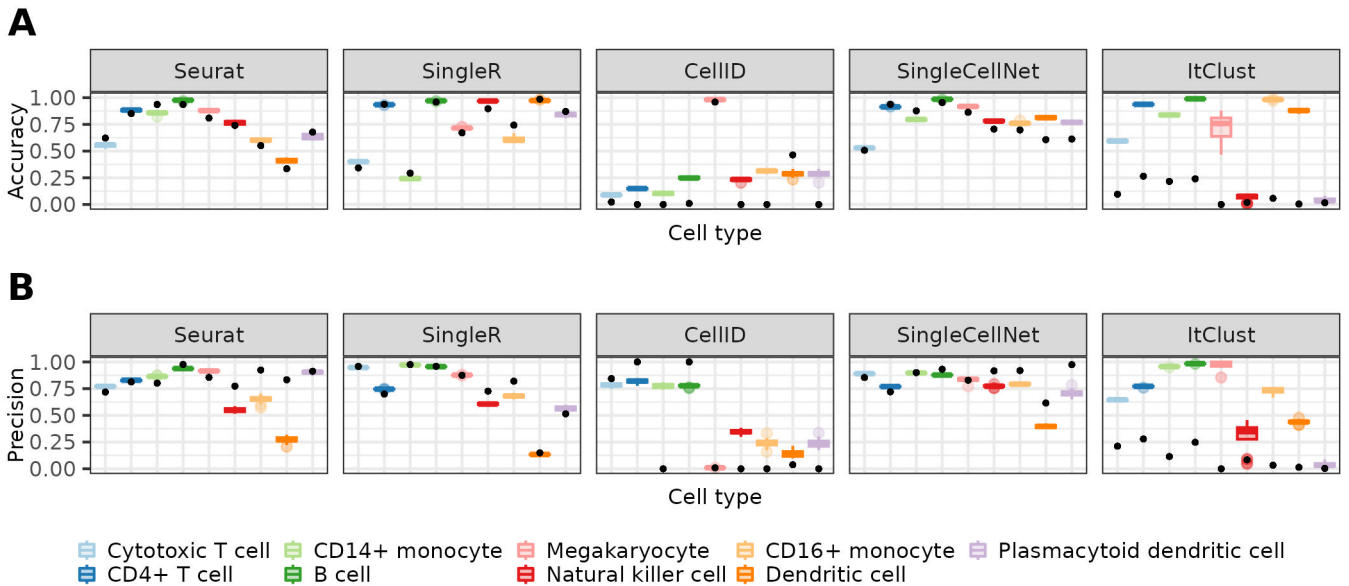 A
Seurat SingleR CellID SingleCellNet ItClust
Accuracy
1.00
0.75
0.50
0.25
0.00
Cell type
B
Seurat SingleR CellID SingleCellNet ItClust
Precision
1.00
0.75
0.50
0.25
0.00
Cell type
Cytotoxic T cell CD14+ monocyte Megakaryocyte CD16+ monocyte Plasmacytoid dendritic cell
CD4+ T cell B cell Natural killer cell Dendritic cell